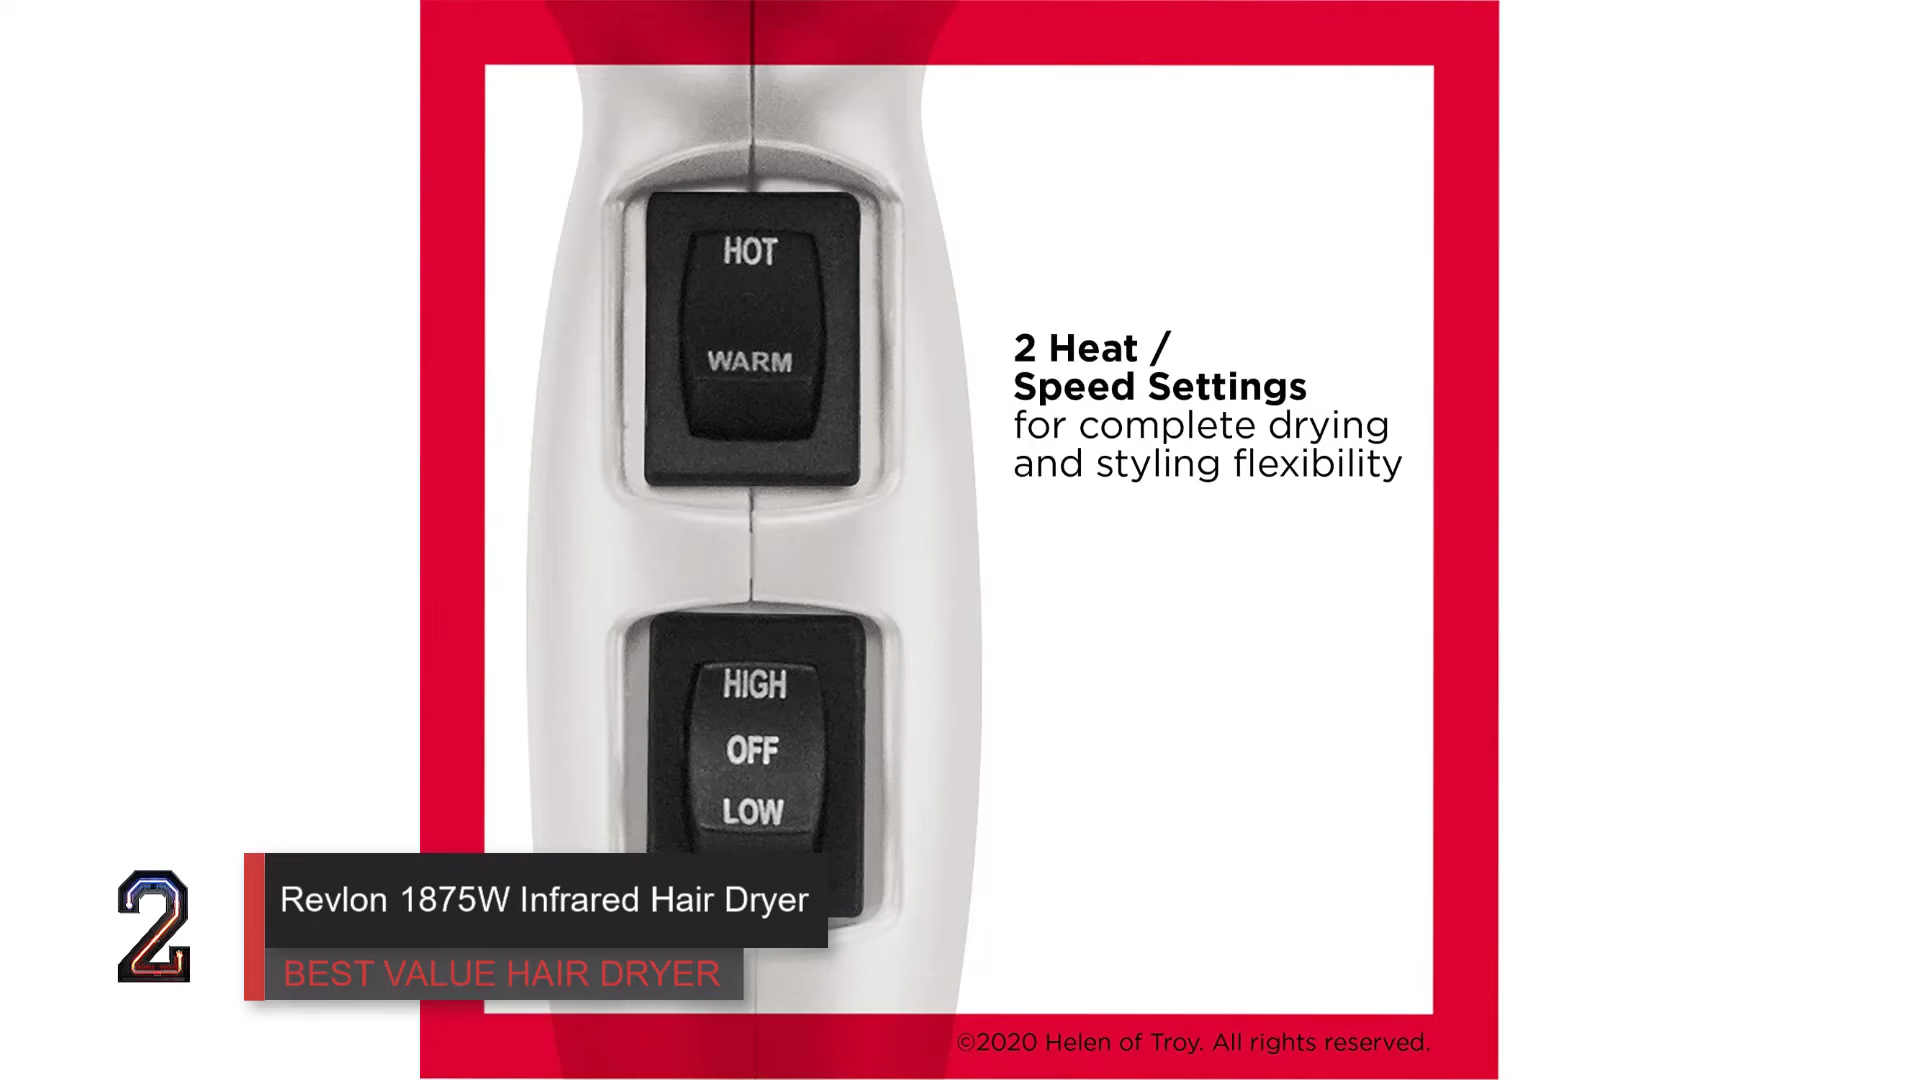 HOT
WARM
2 Heat /
Speed Settings
for complete drying
and styling flexibility
HIGH
OFF
LOW
2
Revlon 1875W Infrared Hair Dryer
BEST VALUE HAIR DRYER
©2020 Helen of Troy. All rights reserved.